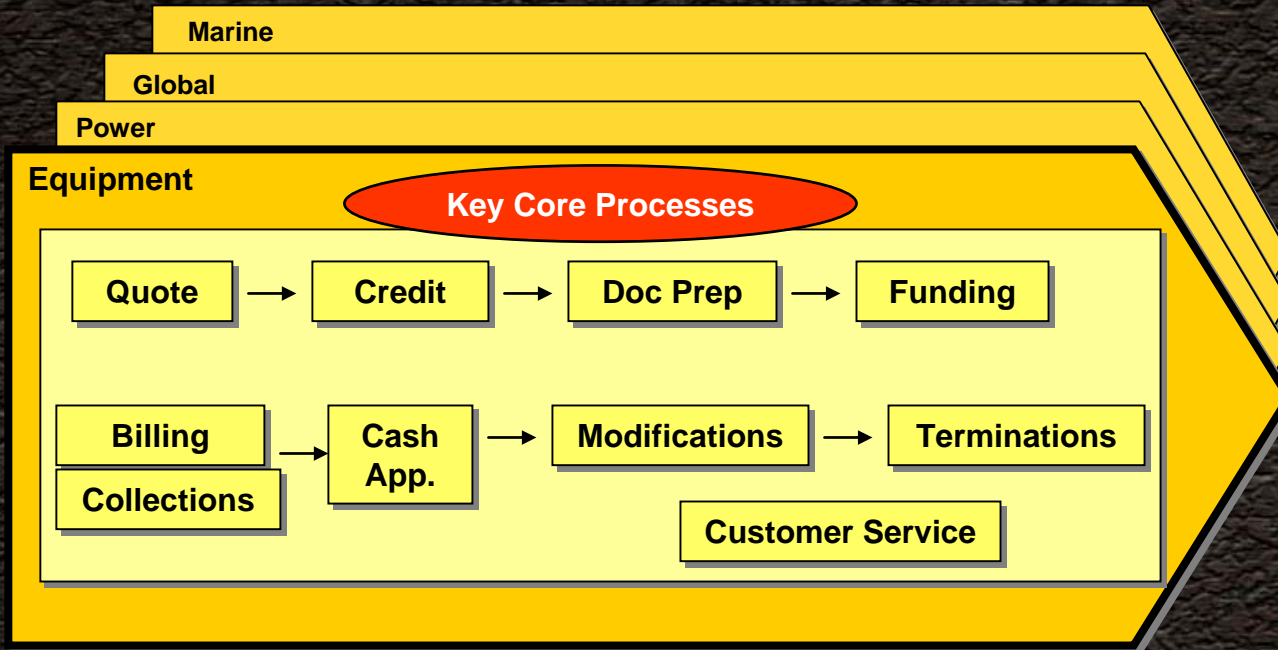 Marine
Global
Power
Equipment
Key Core Processes
Quote
Credit
Doc Prep
Funding
Billing
Collections
Cash
App.
Modifications
Terminations
Customer Service